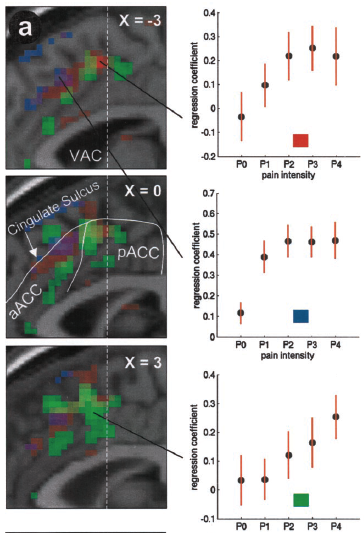 a
X = -3
VAC
X = 0
Cingulate Sulcus
pACC
aACC
X = 3
regression coefficient
0.4
0.3
0.2
0.1
0
-0.1
-0.2
P0 P1 P2 P3 P4
pain intensity
regression coefficient
0.7
0.6
0.5
0.4
0.3
0.2
0.1
0
P0 P1 P2 P3 P4
pain intensity
regression coefficient
0.4
0.3
0.2
0.1
0
-0.1
P0 P1 P2 P3 P4